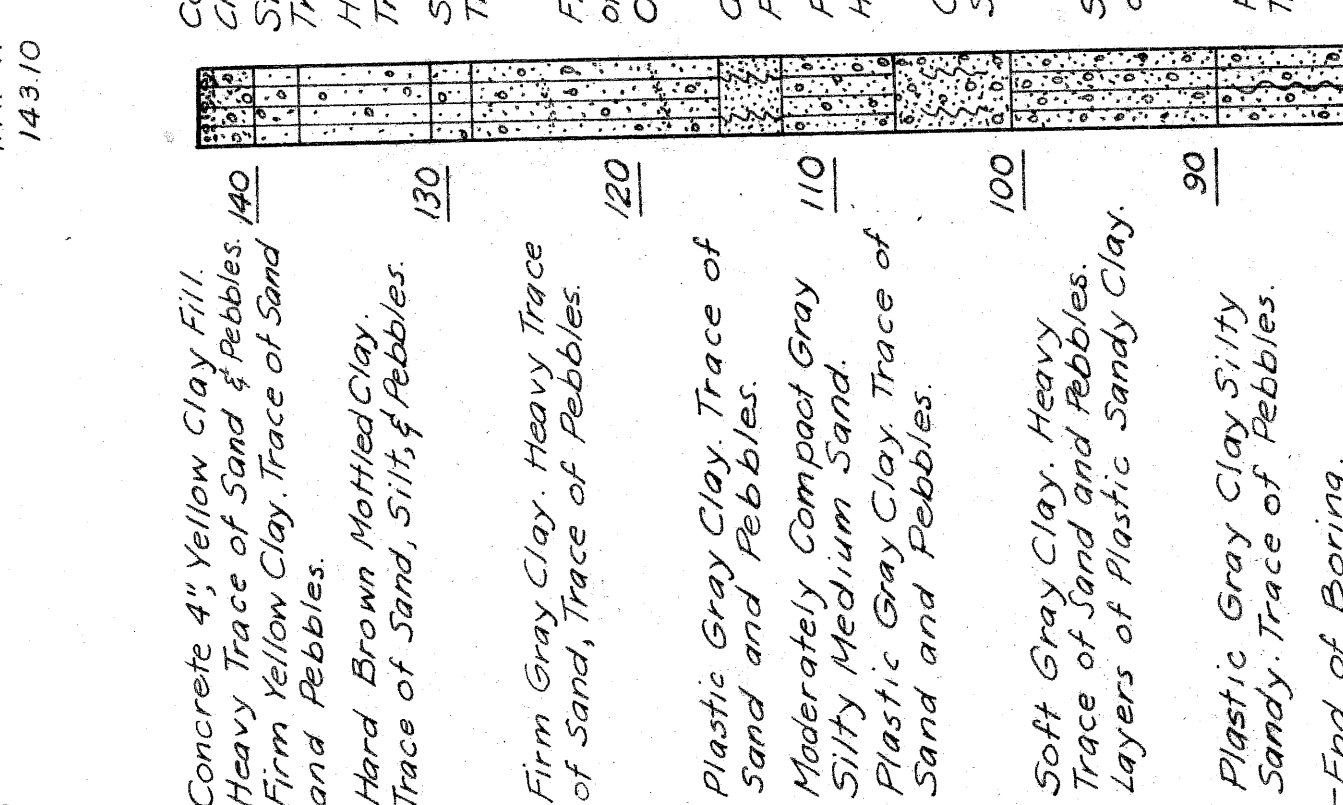 143.10
140
130
120
110
100
90
Concrete 4", Yellow Clay Fill.
Heavy Trace of Sand & Pebbles.
Firm Yellow Clay. Trace of Sand
and Pebbles.
Hard Brown Mottled Clay.
Trace of Sand, Silt, & Pebbles.
Firm Gray Clay. Heavy Trace
of Sand, Trace of Pebbles.
Plastic Gray Clay. Trace of
Sand and Pebbles.
Moderately Compact Gray
Silty Medium Sand.
Plastic Gray Clay. Trace of
Sand and Pebbles.
Soft Gray Clay. Heavy
Trace of Sand and Pebbles.
Layers of Plastic Sandy Clay.
Plastic Gray Clay Silty
Sandy. Trace of Pebbles.
End of Boring.